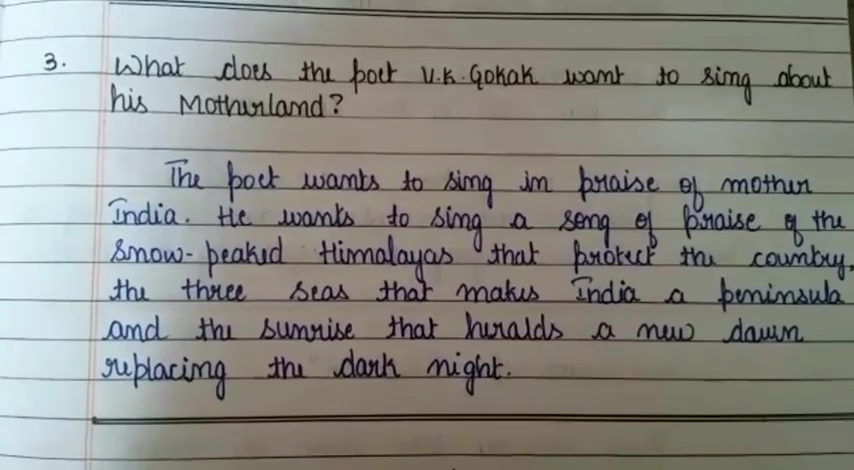 3. What does the poet V.K. Gokak want to sing about
his Motherland?
The poet wants to sing in praise of mother
India. He wants to sing a song of praise of the
snow-peaked Himalayas that protect the country,
the three seas that makes India a peninsula
and the sunrise that heralds a new dawn
replacing the dark night.